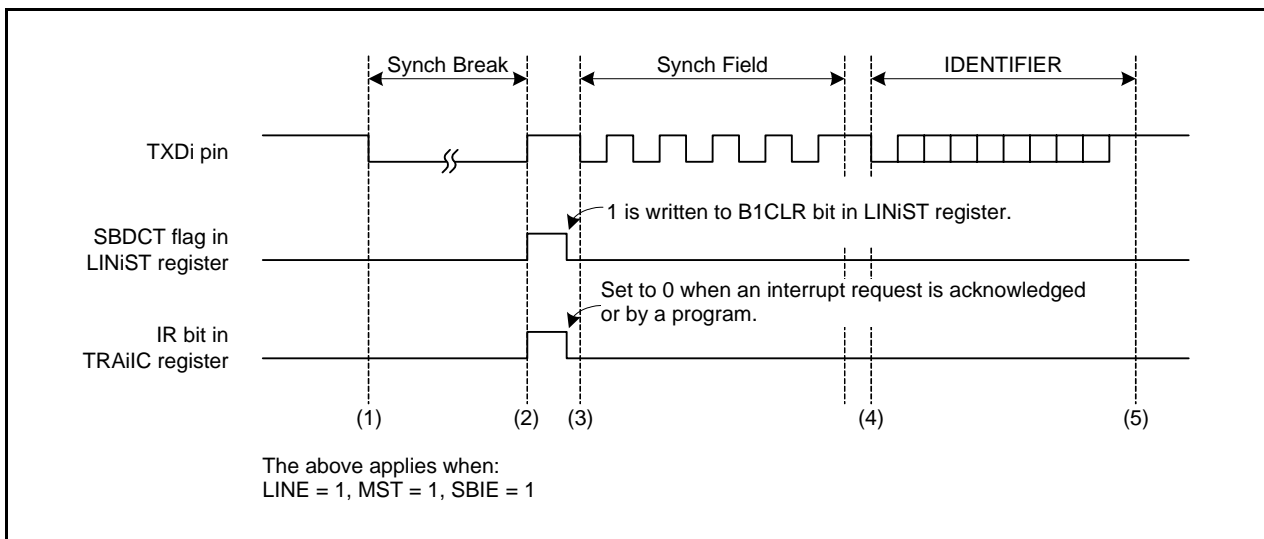 Synch Break
Synch Field
IDENTIFIER
TXDi pin
1 is written to B1CLR bit in LINiST register.
SBDCT flag in
LINiST register
Set to 0 when an interrupt request is acknowledged
or by a program.
IR bit in
TRAiIC register
(1)
(2)
(3)
(4)
(5)
The above applies when:
LINE = 1, MST = 1, SBIE = 1